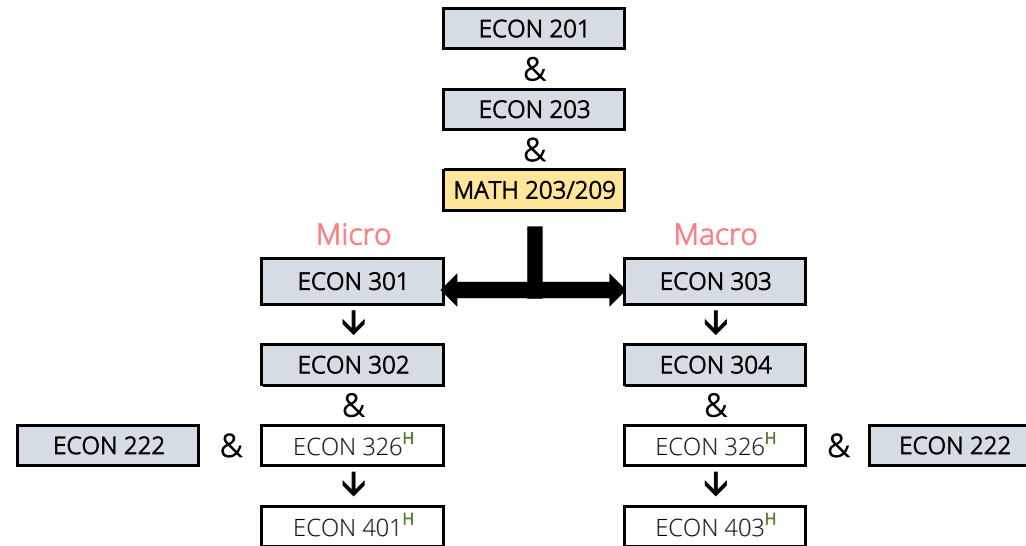 ECON 201
&
ECON 203
&
MATH 203/209
Micro Macro
ECON 301 ECON 303
ECON 302 ECON 304
& &
ECON 222 & ECON 326ᴴ ECON 326ᴴ & ECON 222
ECON 401ᴴ ECON 403ᴴ